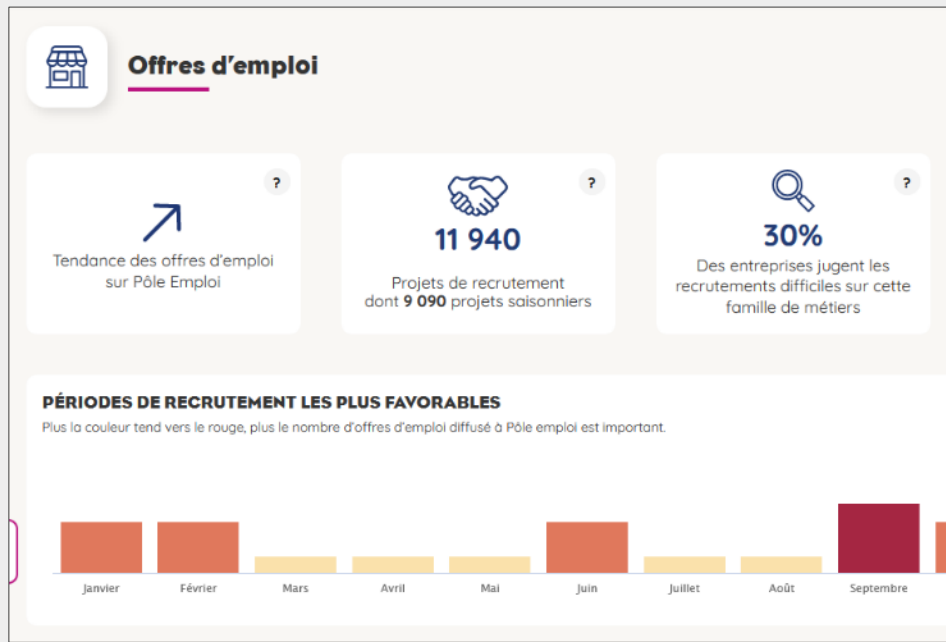 Offres d'emploi
?
Tendance des offres d'emploi
sur Pôle Emploi
?
11 940
Projets de recrutement
dont 9 090 projets saisonniers
?
30%
Des entreprises jugent les
recrutements difficiles sur cette
famille de métiers
PÉRIODES DE RECRUTEMENT LES PLUS FAVORABLES
Plus la couleur tend vers le rouge, plus le nombre d'offres d'emploi diffusé à Pôle emploi est important.
Janvier Février Mars Avril Mai Juin Juillet Août Septembre